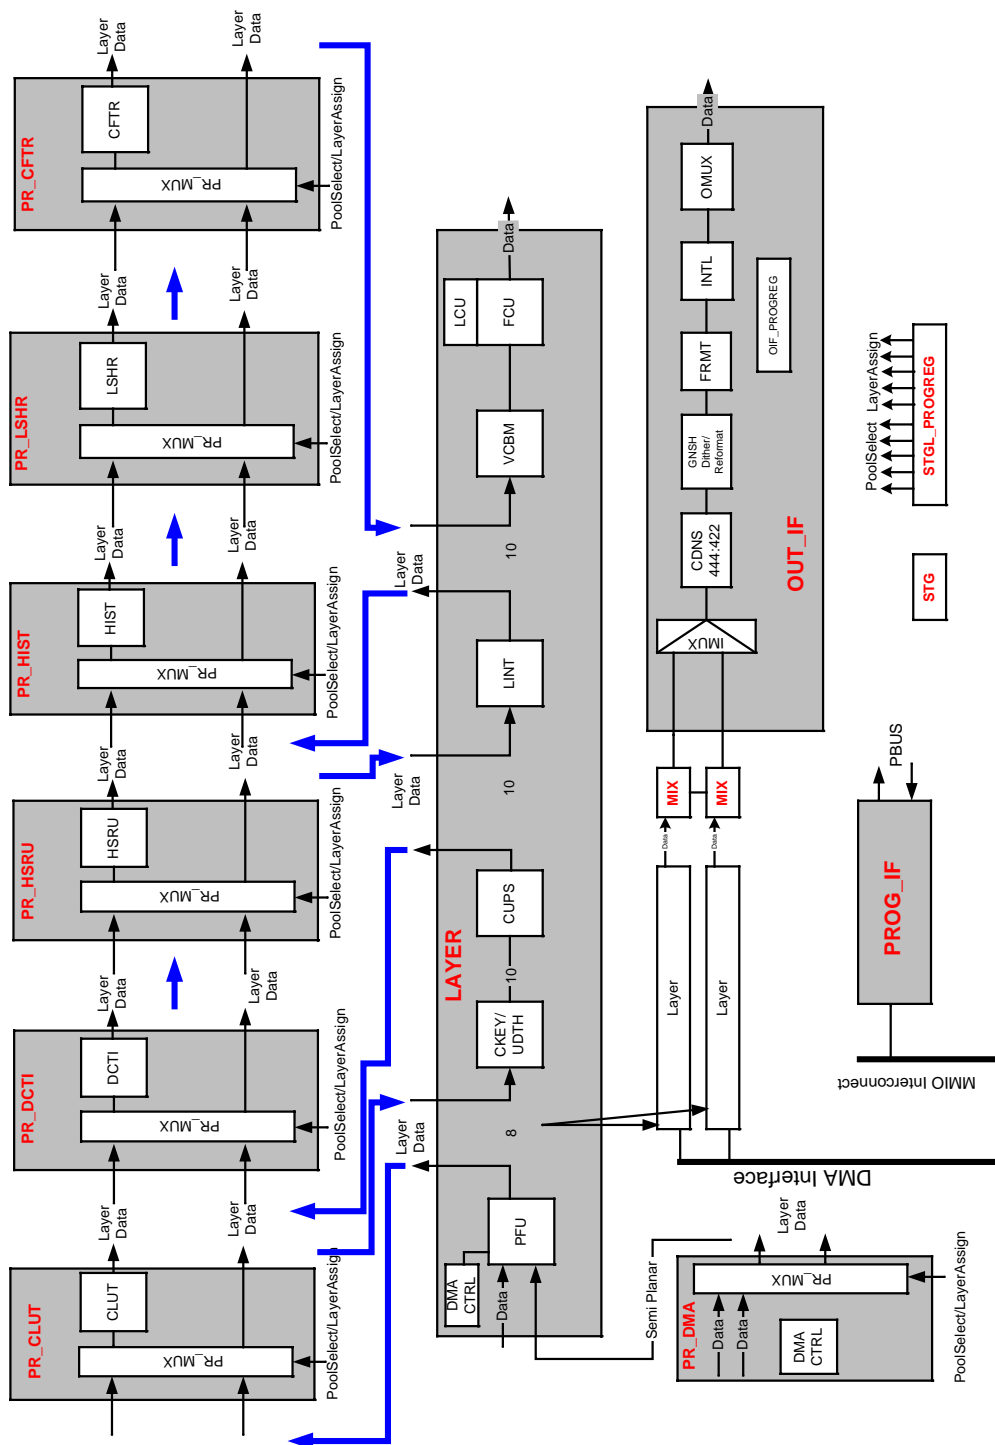 Layer
Data
Layer
Data
PR_CFTR
CFTR
PR_MUX
PoolSelect/LayerAssign
Layer
Data
Layer
Data
PR_LSHR
LSHR
PR_MUX
PoolSelect/LayerAssign
Layer
Data
Layer
Data
PR_HIST
HIST
PR_MUX
PoolSelect/LayerAssign
Layer
Data
Layer
Data
PR_HSRU
HSRU
PR_MUX
PoolSelect/LayerAssign
Layer
Data
Layer
Data
PR_DCTI
DCTI
PR_MUX
PoolSelect/LayerAssign
Layer
Data
Layer
Data
PR_CLUT
CLUT
PR_MUX
PoolSelect/LayerAssign
LAYER
Data
LCU
FCU
VCBM
10
Layer
Data
LINT
10
Layer
Data
CUPS
10
CKEY/
UDTH
8
Layer
Data
PFU
DMA
CTRL
Data
Semi Planar
OUT_IF
Data
OMUX
INTL
FRMT
OIF_PROGREG
GNSH
Dither/
Reformat
CDNS
444:422
IMUX
MIX
MIX
Data
Data
Layer
Layer
DMA Interface
PR_DMA
Layer
Data
PR_MUX
Data
Data
DMA
CTRL
PoolSelect/LayerAssign
PoolSelect
LayerAssign
STGL_PROGREG
STG
PBUS
PROG_IF
MMIO Interconnect